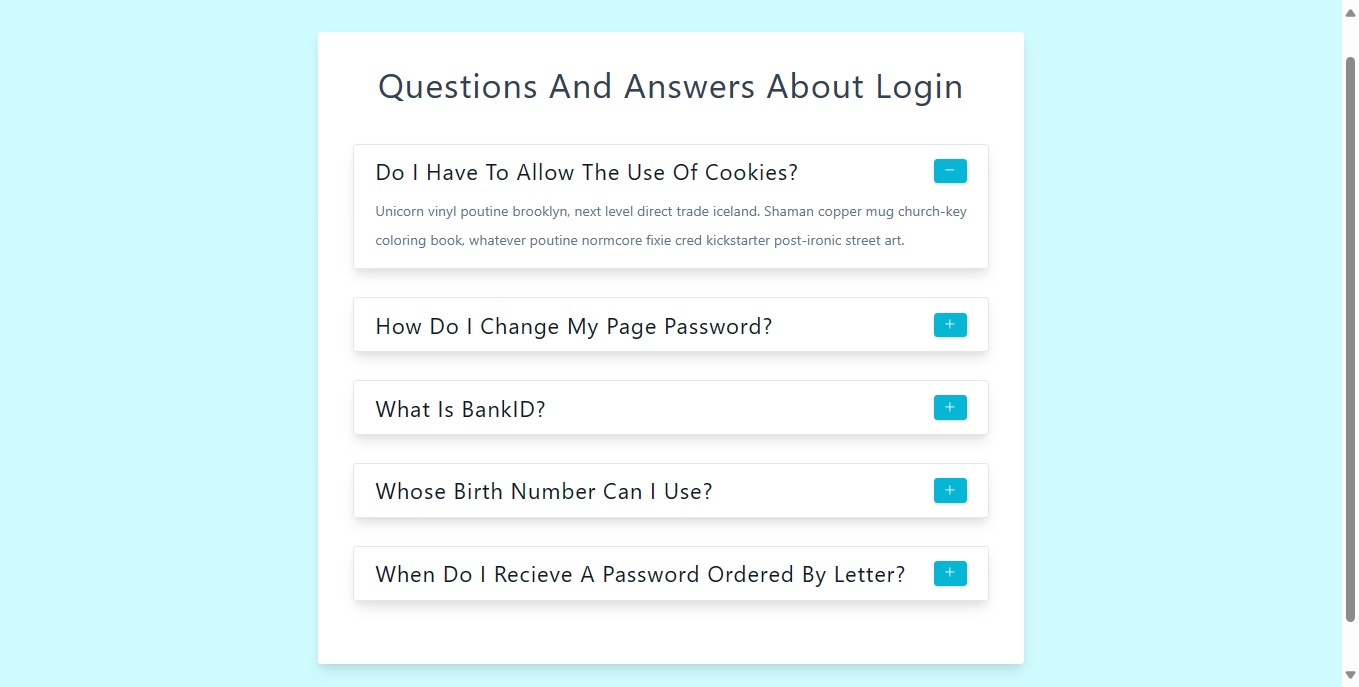 Questions And Answers About Login
Do I Have To Allow The Use Of Cookies?
Unicorn vinyl poutine brooklyn, next level direct trade iceland. Shaman copper mug church-key
coloring book, whatever poutine normcore fixie cred kickstarter post-ironic street art.
How Do I Change My Page Password?
What Is BankID?
Whose Birth Number Can I Use?
When Do I Recieve A Password Ordered By Letter?